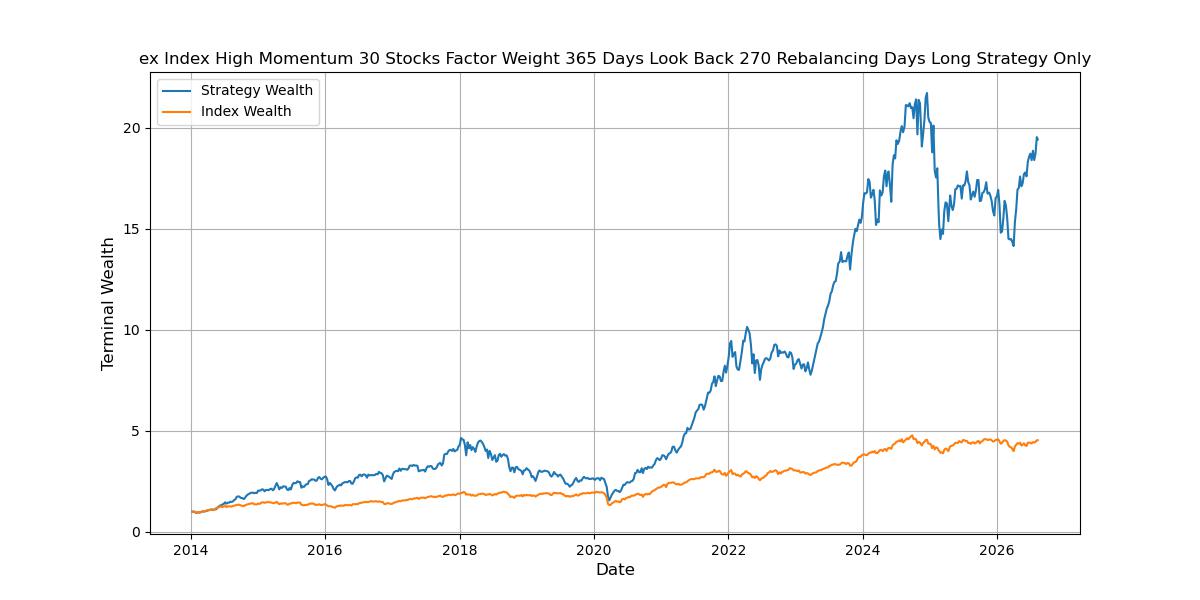 ex Index High Momentum 30 Stocks Factor Weight 365 Days Look Back 270 Rebalancing Days Long Strategy Only
Strategy Wealth
Index Wealth
Terminal Wealth
20
15
10
5
0
2014 2016 2018 2020 2022 2024 2026
Date